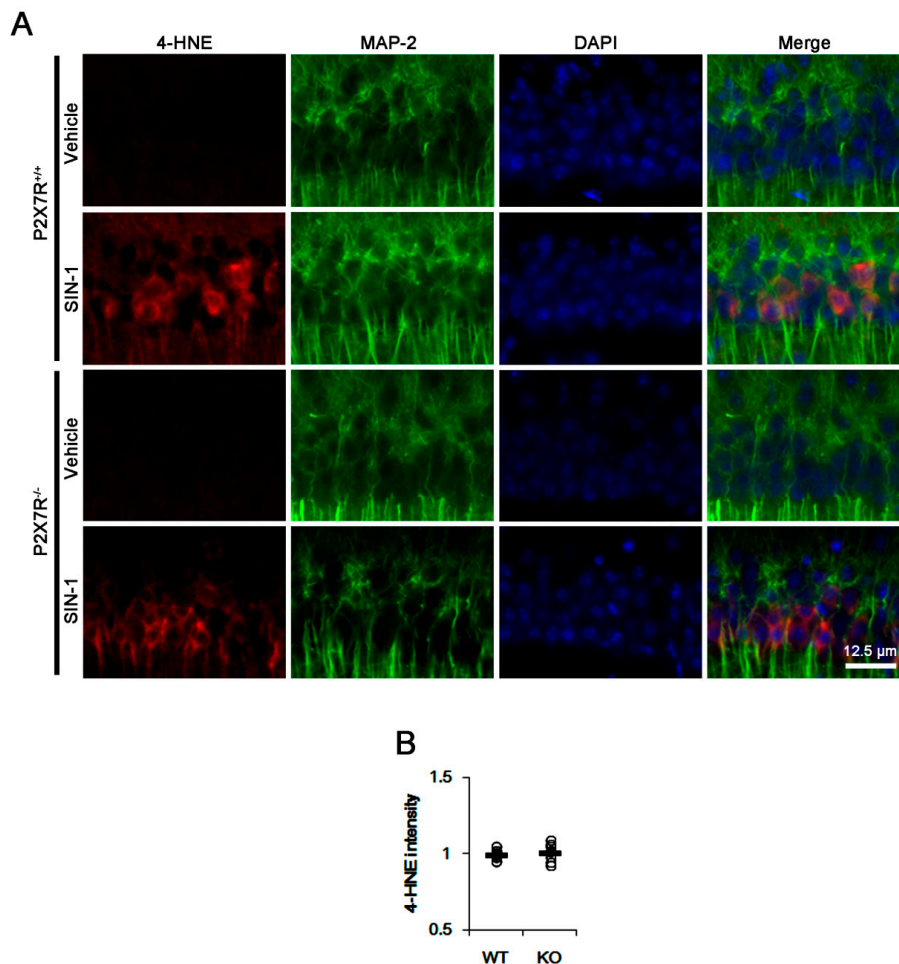 A
4-HNE MAP-2 DAPI Merge
P2X7R+/+
Vehicle
SIN-1
P2X7R-/-
Vehicle
SIN-1
12.5 µm
B
4-HNE intensity
1.5
1
0.5
WT KO